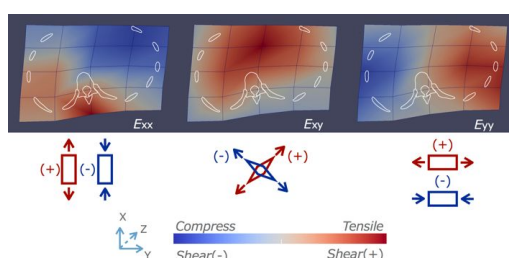 Exx Exy Eyy
(+) (-) (-) (+) (+)
(-)
X
Z
Y
Compress Tensile
Shear(-) Shear(+)